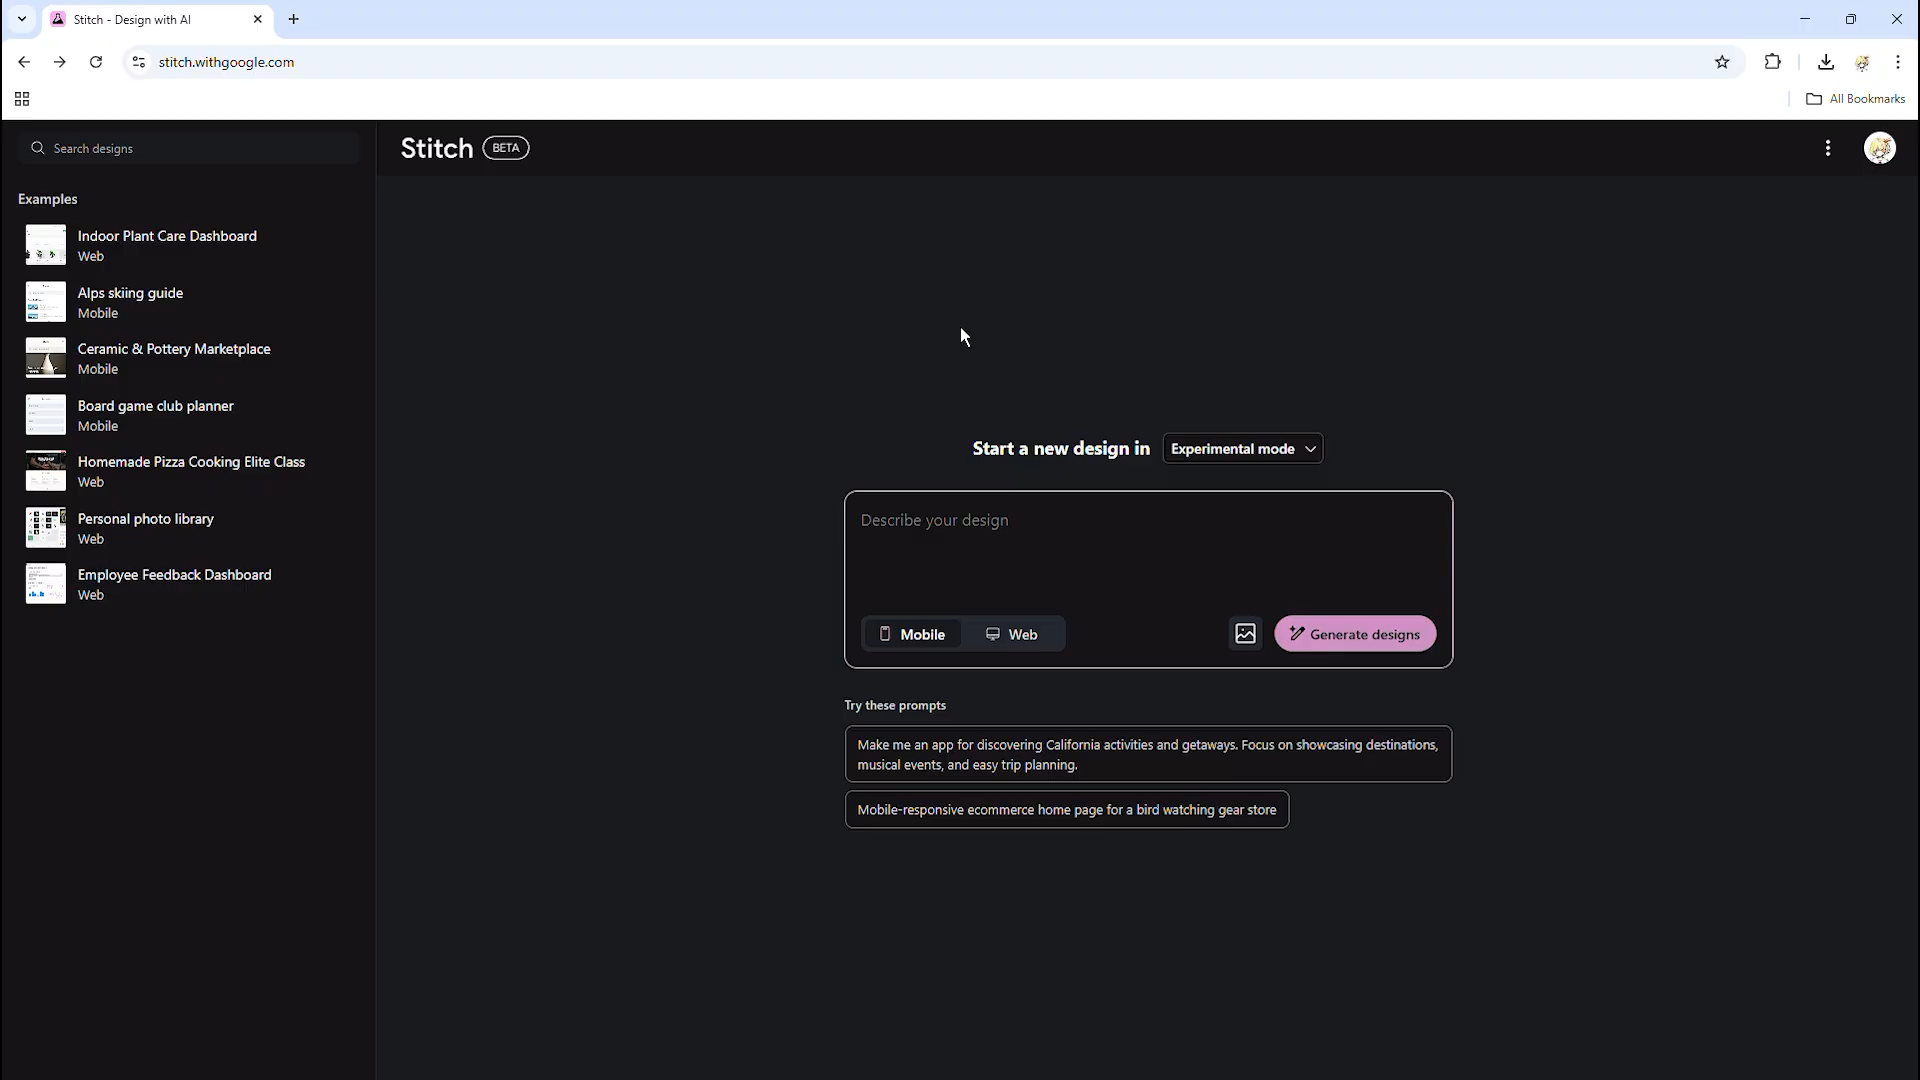 Stitch - Design with AI
stitch.withgoogle.com
All Bookmarks
Search designs
Stitch BETA
Examples
Indoor Plant Care Dashboard
Web
Alps skiing guide
Mobile
Ceramic & Pottery Marketplace
Mobile
Board game club planner
Mobile
Homemade Pizza Cooking Elite Class
Web
Personal photo library
Web
Employee Feedback Dashboard
Web
Start a new design in Experimental mode
Describe your design
Mobile Web Generate designs
Try these prompts
Make me an app for discovering California activities and getaways. Focus on showcasing destinations,
musical events, and easy trip planning.
Mobile-responsive ecommerce home page for a bird watching gear store